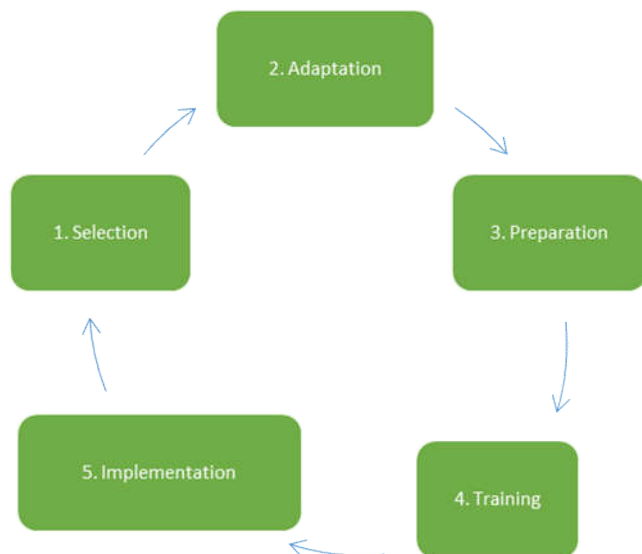 2. Adaptation
1. Selection
3. Preparation
5. Implementation
4. Training